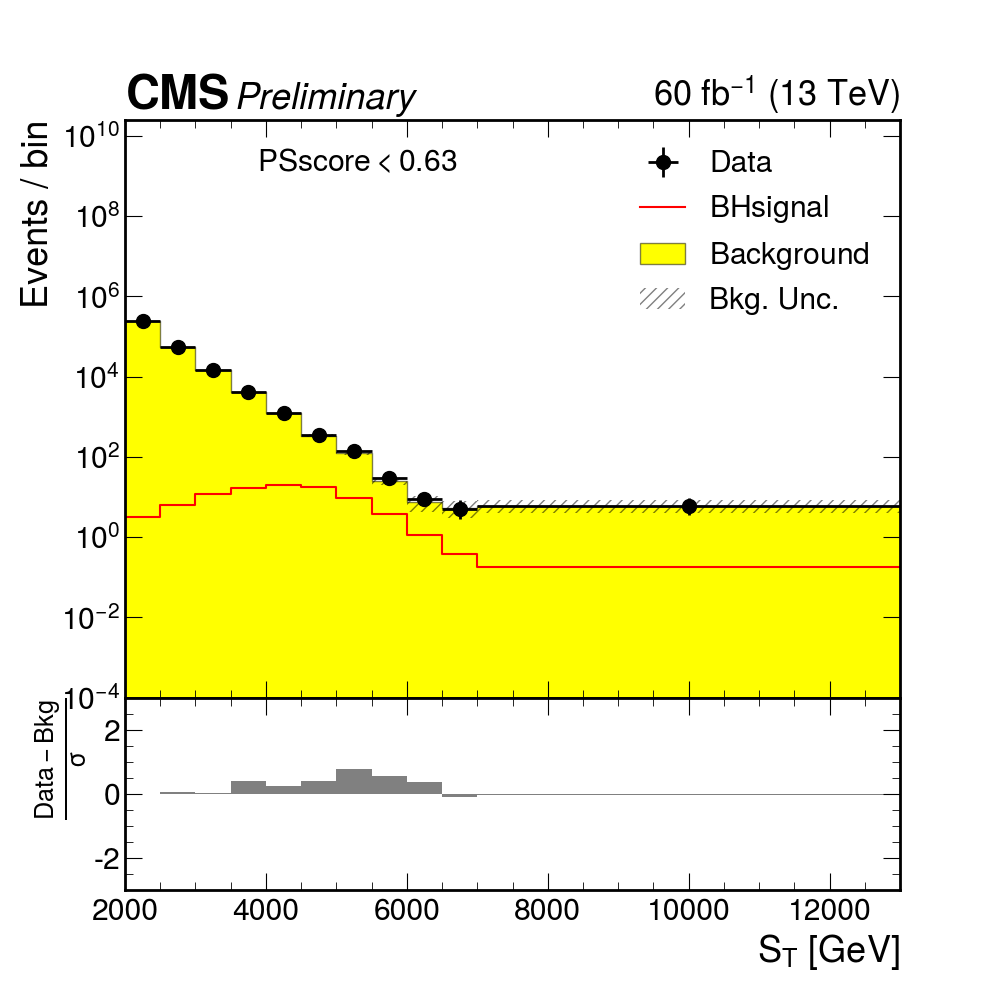 CMS Preliminary 60 fb⁻¹ (13 TeV)
Events / bin
10¹⁰
10⁸
10⁶
10⁴
10²
10⁰
10⁻²
10⁻⁴
PSscore < 0.63
Data
BHsignal
Background
Bkg. Unc.
Data − Bkg
σ
2
0
-2
2000 4000 6000 8000 10000 12000
S_T [GeV]